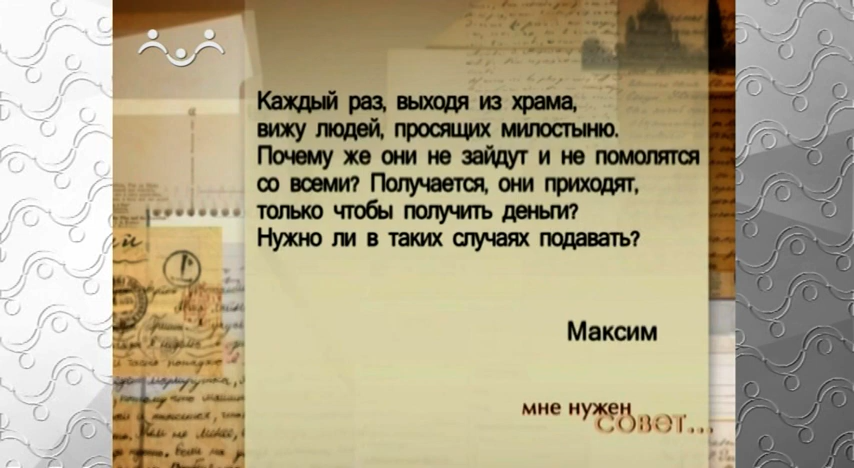 Каждый раз, выходя из храма,
вижу людей, просящих милостыню.
Почему же они не зайдут и не помолятся
со всеми? Получается, они приходят,
только чтобы получить деньги?
Нужно ли в таких случаях подавать?
Максим
мне нужен
совет...